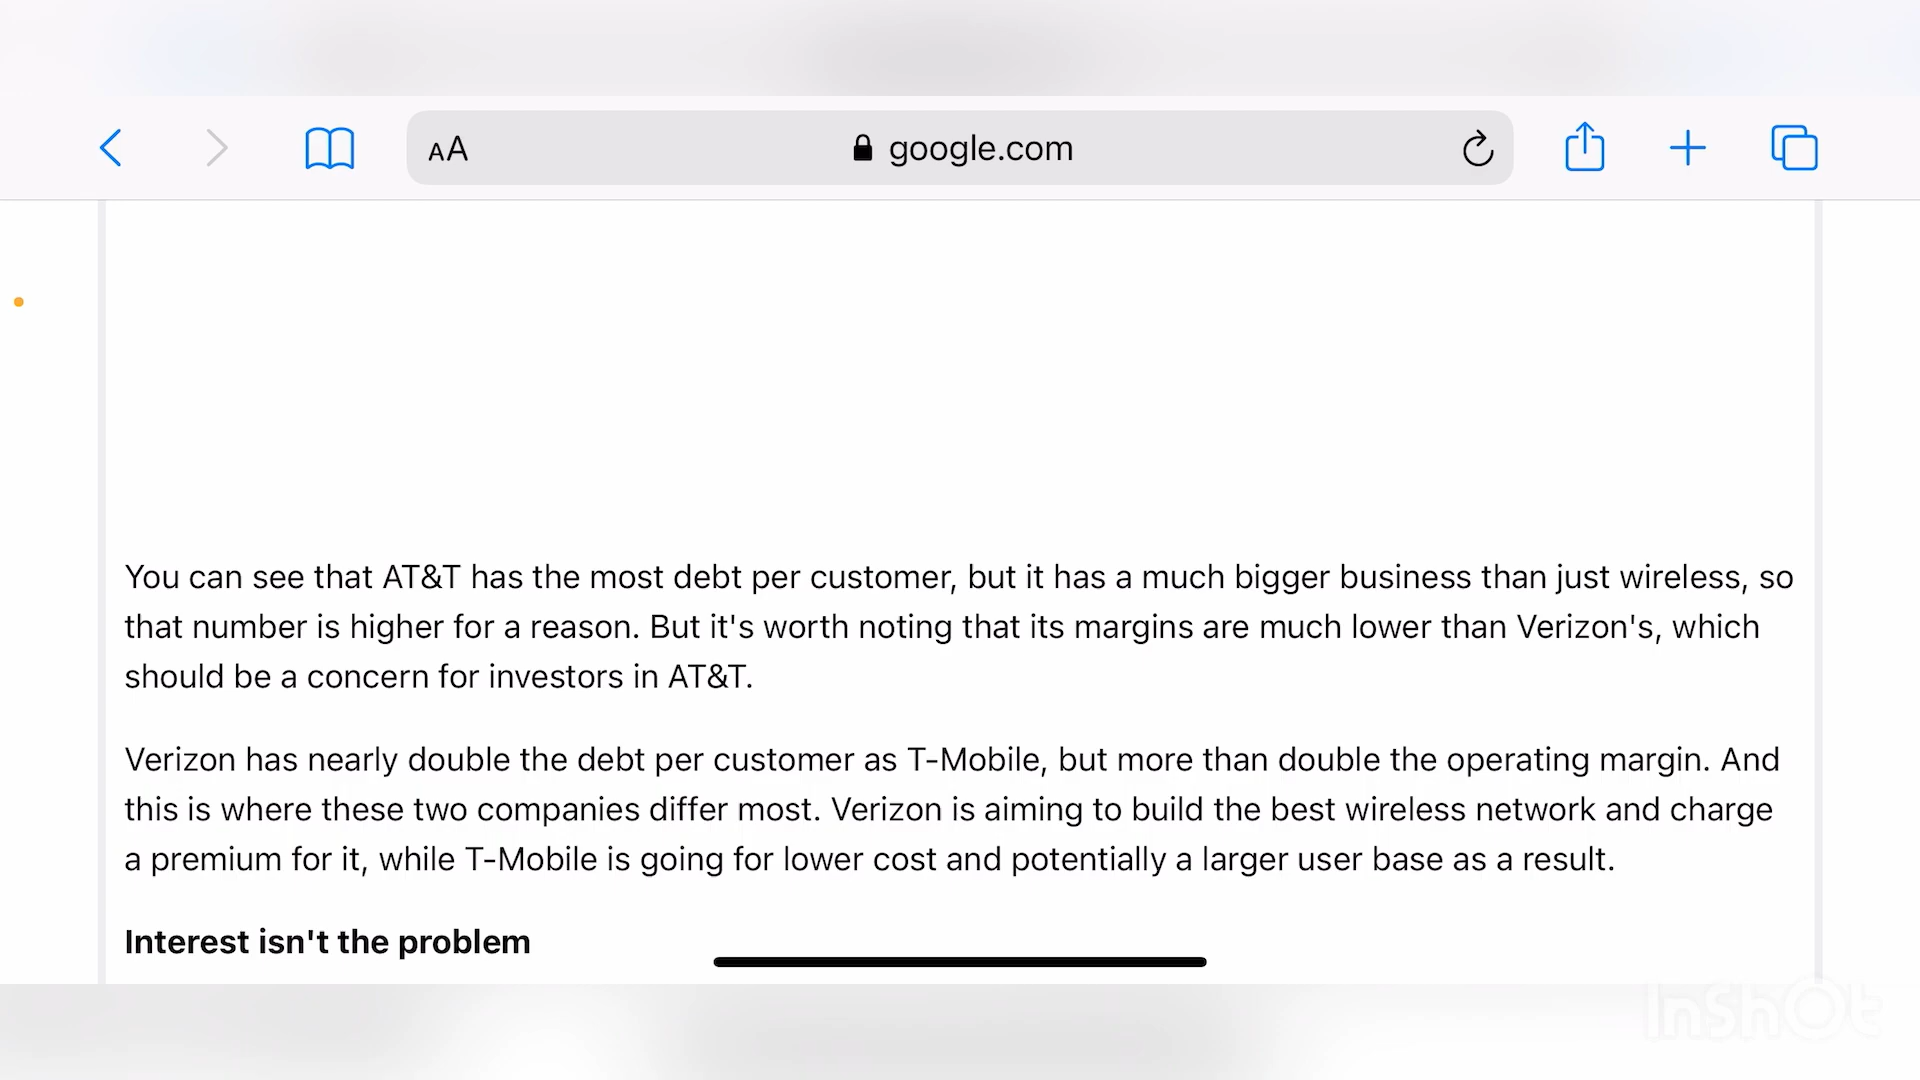 AA
google.com
You can see that AT&T has the most debt per customer, but it has a much bigger business than just wireless, so
that number is higher for a reason. But it's worth noting that its margins are much lower than Verizon's, which
should be a concern for investors in AT&T.
Verizon has nearly double the debt per customer as T-Mobile, but more than double the operating margin. And
this is where these two companies differ most. Verizon is aiming to build the best wireless network and charge
a premium for it, while T-Mobile is going for lower cost and potentially a larger user base as a result.
Interest isn't the problem
InShOt